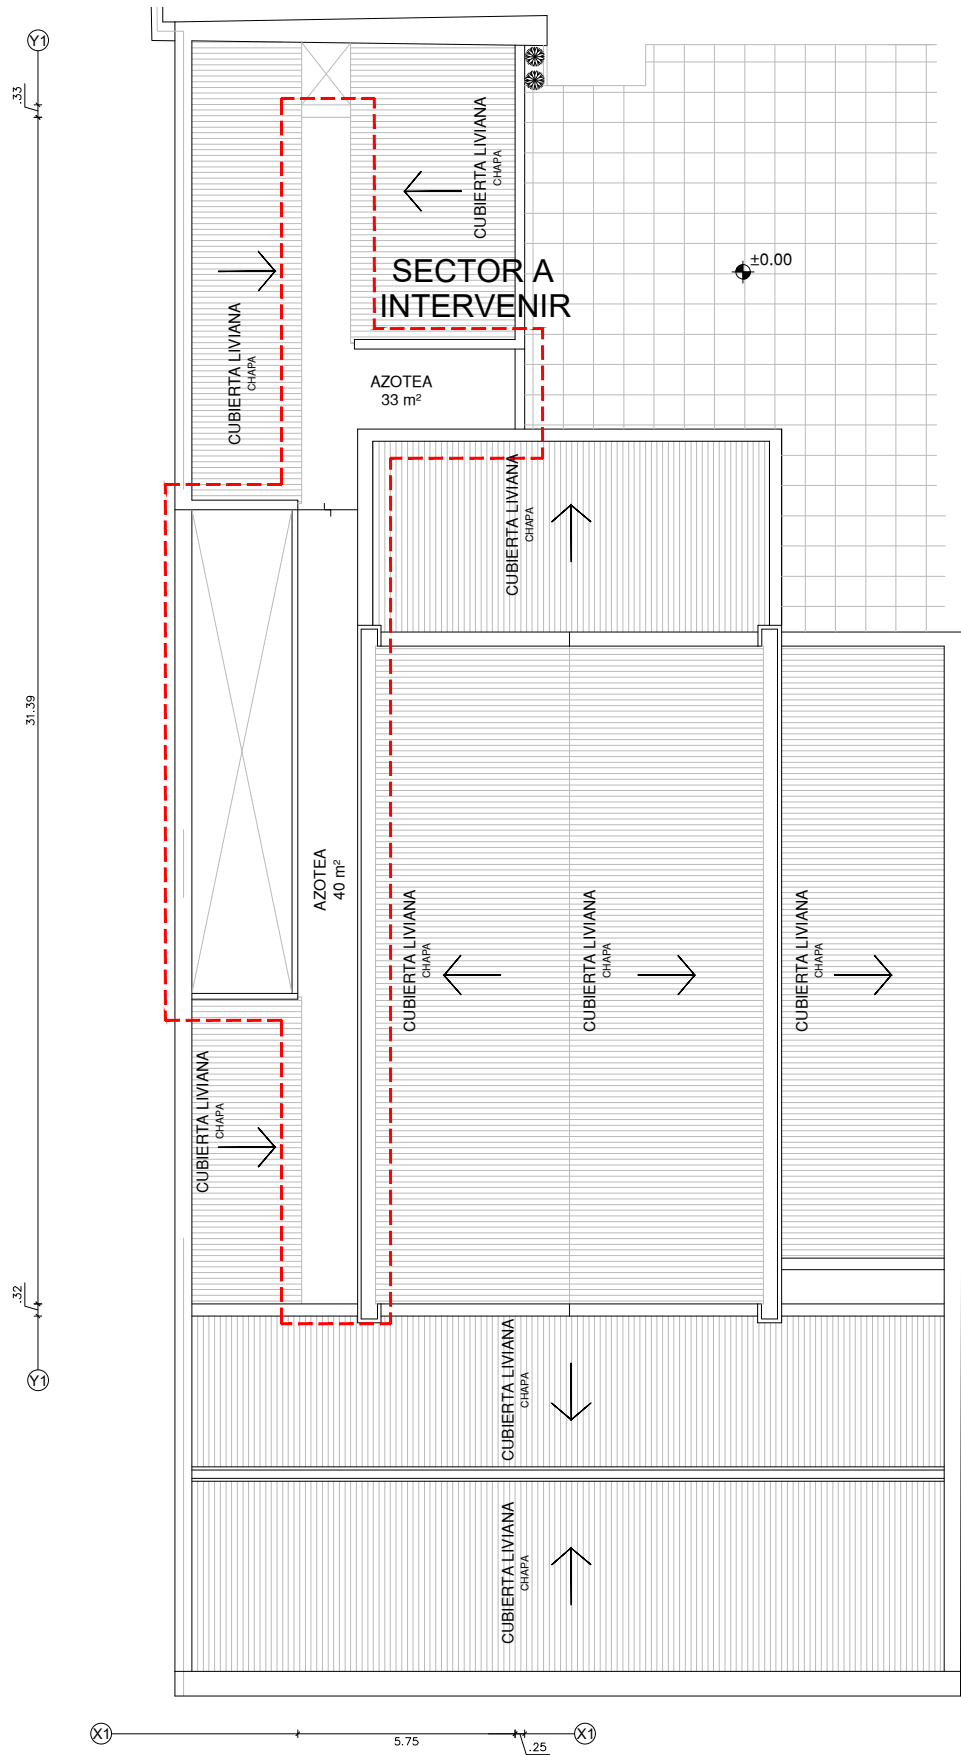 Y1
.33
CUBIERTA LIVIANA
CHAPA
±0.00
SECTOR A
INTERVENIR
CUBIERTA LIVIANA
CHAPA
AZOTEA
33 m²
CUBIERTA LIVIANA
CHAPA
31.39
AZOTEA
40 m²
CUBIERTA LIVIANA
CHAPA
CUBIERTA LIVIANA
CHAPA
CUBIERTA LIVIANA
CHAPA
CUBIERTA LIVIANA
CHAPA
.32
Y1
CUBIERTA LIVIANA
CHAPA
CUBIERTA LIVIANA
CHAPA
X1
5.75
.25
X1